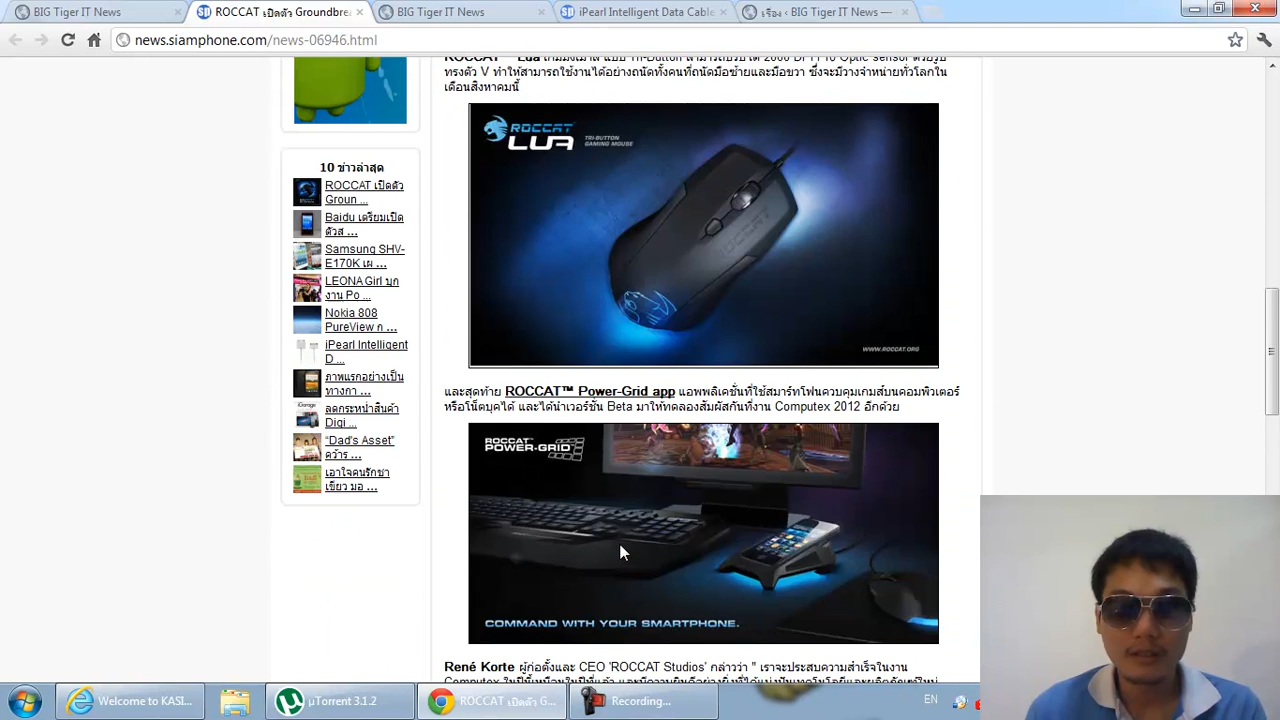 BIG Tiger IT News
ROCCAT เปิดตัว Groundbre
BIG Tiger IT News
iPearl Intelligent Data Cable
เรื่อง ‹ BIG Tiger IT News —
news.siamphone.com/news-06946.html
ทรงตัว V ทำให้สามารถใช้งานได้อย่างถนัดทั้งคนที่ถนัดมือซ้ายและมือขวา ซึ่งจะมีวางจำหน่ายทั่วโลกใน
เดือนสิงหาคมนี้
ROCCAT
LUA
TRI-BUTTON
GAMING MOUSE
WWW.ROCCAT.ORG
10 ข่าวล่าสุด
ROCCAT เปิดตัว
Groun ...
Baidu เตรียมเปิด
ตัวส ...
Samsung SHV-
E170K เผ ...
LEONA Girl บุก
งาน Po ...
Nokia 808
PureView ก ...
iPearl Intelligent
D ...
ภาพแรกอย่างเป็น
ทางกา ...
ลดกระหน่ำสินค้า
Digi ...
“Dad's Asset”
คว้าร ...
เอาใจคนรักชา
เขียว มอ ...
และสุดท้าย ROCCAT™ Power-Grid app แอพพลิเคชั่นที่ใช้สมาร์ทโฟนควบคุมเกมส์บนคอมพิวเตอร์
หรือโน๊ตบุคได้ และได้นำเวอร์ชั่น Beta มาให้ทดลองสัมผัสกันที่งาน Computex 2012 อีกด้วย
ROCCAT™
POWER-GRID
COMMAND WITH YOUR SMARTPHONE.
René Korte ผู้ก่อตั้งและ CEO 'ROCCAT Studios' กล่าวว่า " เราจะประสบความสำเร็จในงาน
Welcome to KASI...
µTorrent 3.1.2
ROCCAT เปิดตัว G...
Recording...
EN